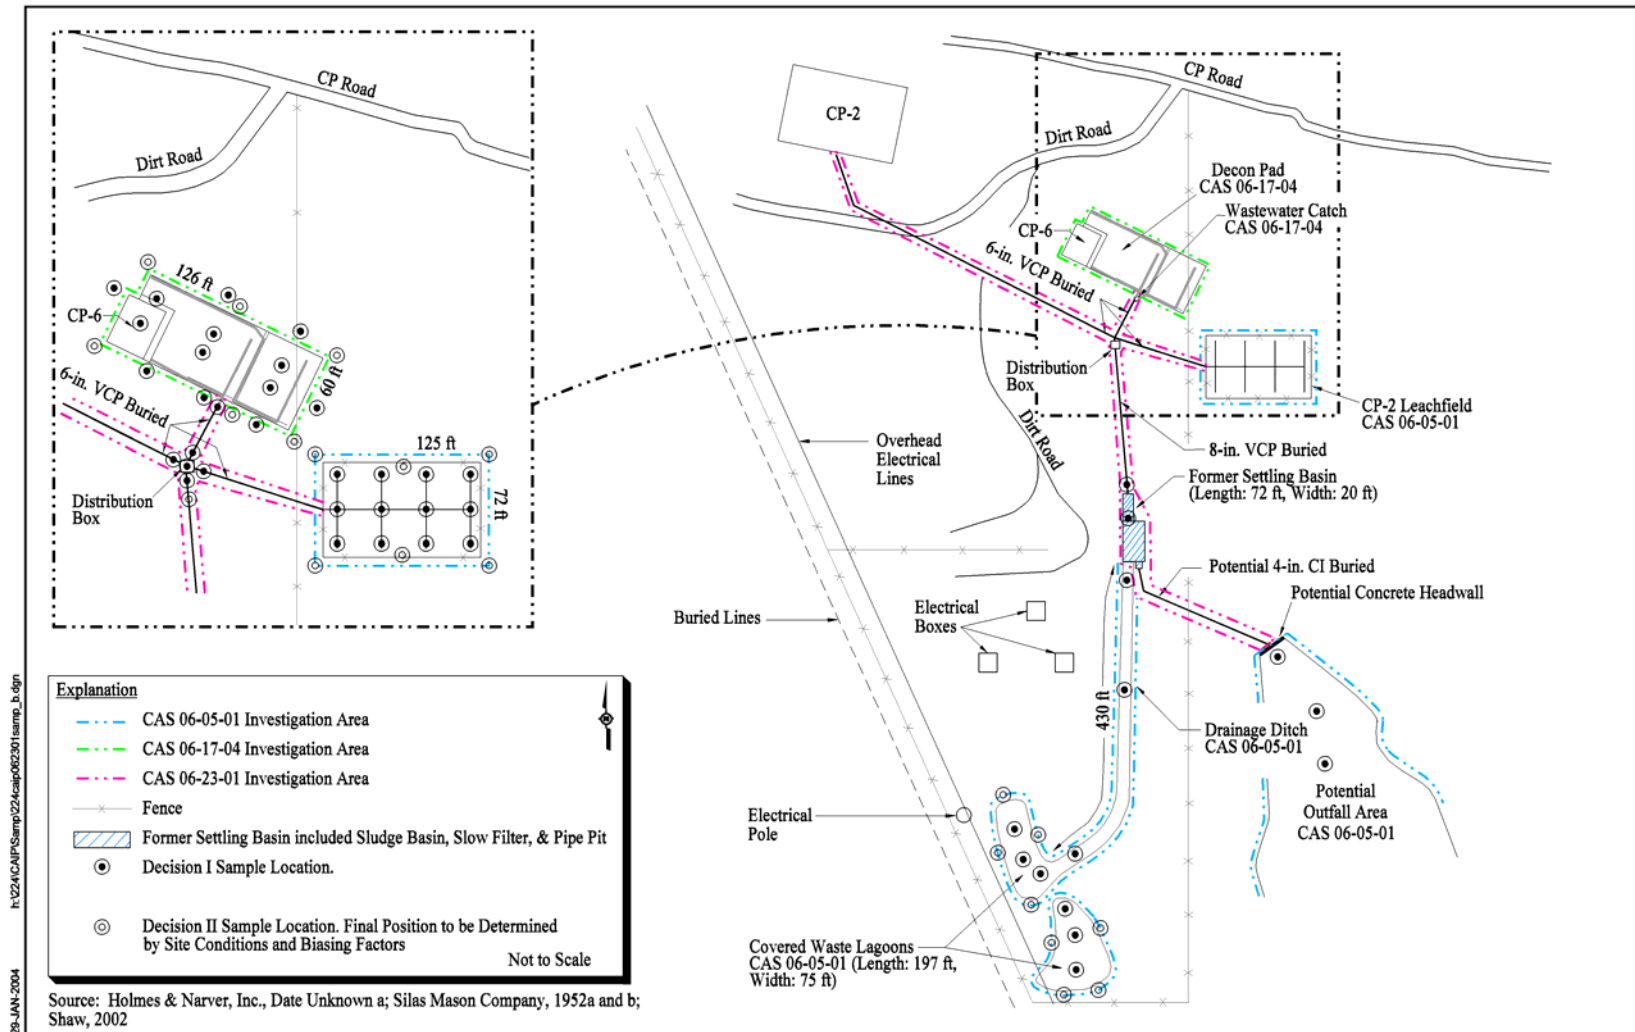 CP Road
Dirt Road
126 ft
CP-6
60 ft
6-in. VCP Buried
125 ft
72 ft
Distribution
Box
CP Road
CP-2
Dirt Road
Decon Pad
CAS 06-17-04
Wastewater Catch
CAS 06-17-04
CP-6
6-in. VCP Buried
Distribution
Box
CP-2 Leachfield
CAS 06-05-01
Dirt Road
Overhead
Electrical
Lines
8-in. VCP Buried
Former Settling Basin
(Length: 72 ft, Width: 20 ft)
Potential 4-in. CI Buried
Potential Concrete Headwall
Buried Lines
Electrical
Boxes
430 ft
Drainage Ditch
CAS 06-05-01
Potential
Outfall Area
CAS 06-05-01
Electrical
Pole
Covered Waste Lagoons
CAS 06-05-01 (Length: 197 ft,
Width: 75 ft)
Explanation
CAS 06-05-01 Investigation Area
CAS 06-17-04 Investigation Area
CAS 06-23-01 Investigation Area
Fence
Former Settling Basin included Sludge Basin, Slow Filter, & Pipe Pit
Decision I Sample Location.
Decision II Sample Location. Final Position to be Determined
by Site Conditions and Biasing Factors
Not to Scale
Source: Holmes & Narver, Inc., Date Unknown a; Silas Mason Company, 1952a and b;
Shaw, 2002
29-JAN-2004
h:\224\CAIP\Samp\224caip062301samp_b.dgn